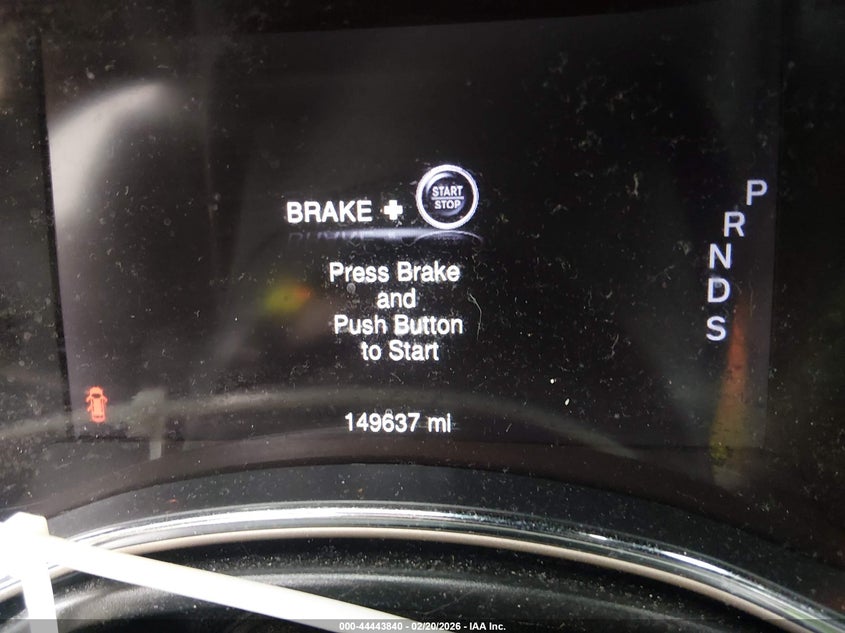 BRAKE + START STOP
Press Brake
and
Push Button
to Start
149637 mi
P
R
N
D
S
000-44443840 - 02/20/2026 - IAA Inc.